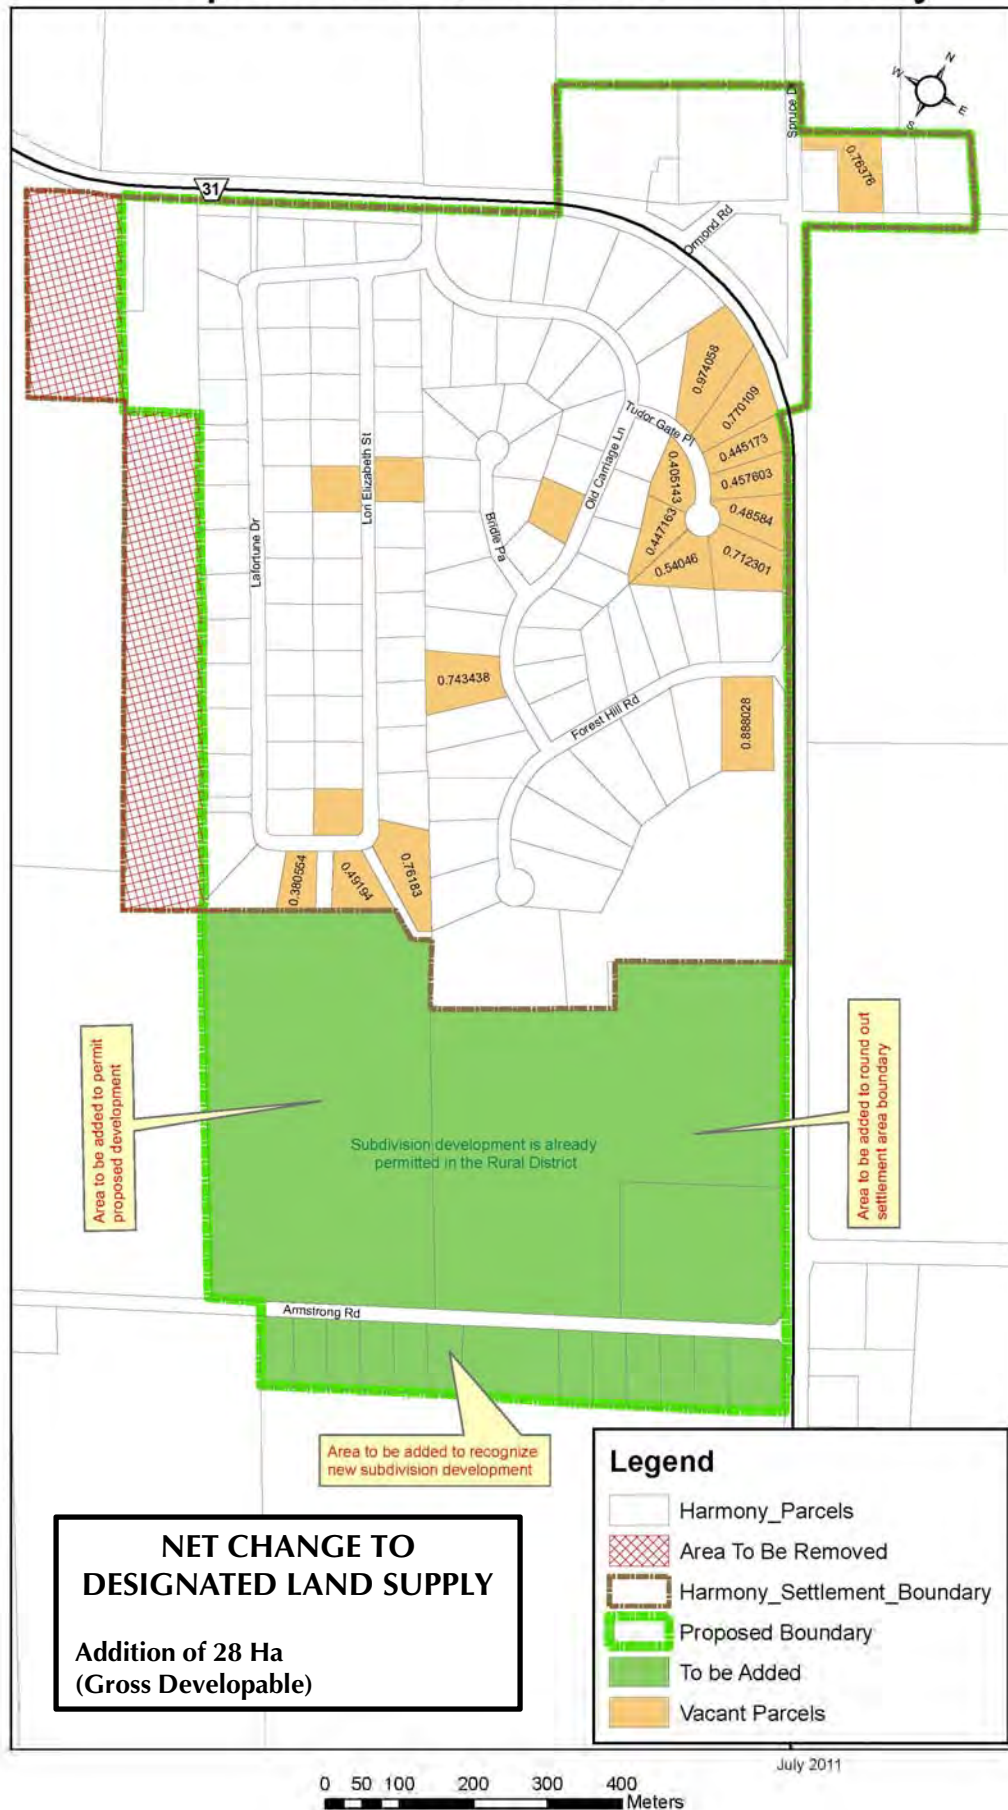 N
W
E
S
Spruce Dr
0.76376
31
Ormond Rd
0.974058
0.770109
Tudor Gate Pl
0.445173
0.405143
0.457603
0.48584
0.447163
0.54046
0.712301
Lori Elizabeth St
Old Carriage Ln
Bridle Pa
Lafortune Dr
0.743438
Forest Hill Rd
0.888028
0.380554
0.49194
0.76183
Area to be added to permit
proposed development
Subdivision development is already
permitted in the Rural District
Area to be added to round out
settlement area boundary
Armstrong Rd
Area to be added to recognize
new subdivision development
NET CHANGE TO
DESIGNATED LAND SUPPLY
Addition of 28 Ha
(Gross Developable)
Legend
Harmony_Parcels
Area To Be Removed
Harmony_Settlement_Boundary
Proposed Boundary
To be Added
Vacant Parcels
July 2011
0 50 100 200 300 400
Meters